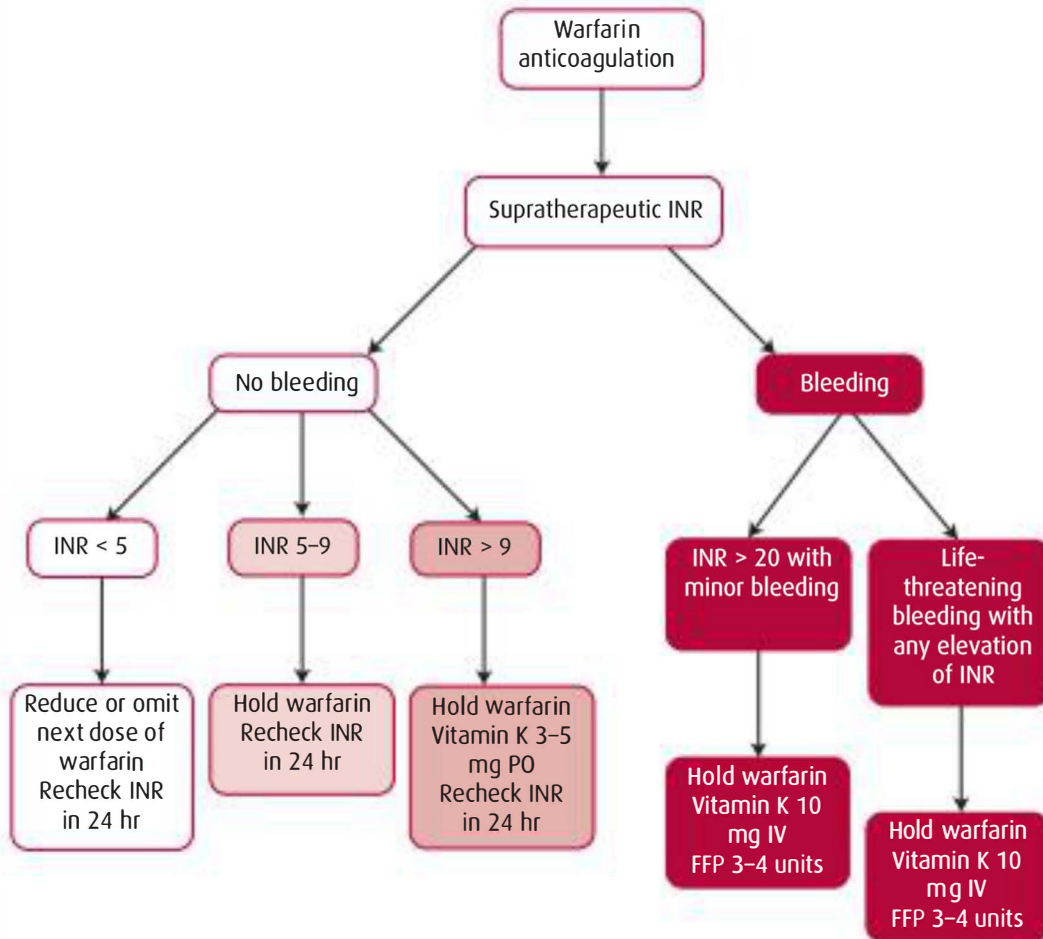 Warfarin
anticoagulation
Supratherapeutic INR
No bleeding
Bleeding
INR < 5
INR 5–9
INR > 9
INR > 20 with
minor bleeding
Life-
threatening
bleeding with
any elevation
of INR
Reduce or omit
next dose of
warfarin
Recheck INR
in 24 hr
Hold warfarin
Recheck INR
in 24 hr
Hold warfarin
Vitamin K 3–5
mg PO
Recheck INR
in 24 hr
Hold warfarin
Vitamin K 10
mg IV
FFP 3–4 units
Hold warfarin
Vitamin K 10
mg IV
FFP 3–4 units